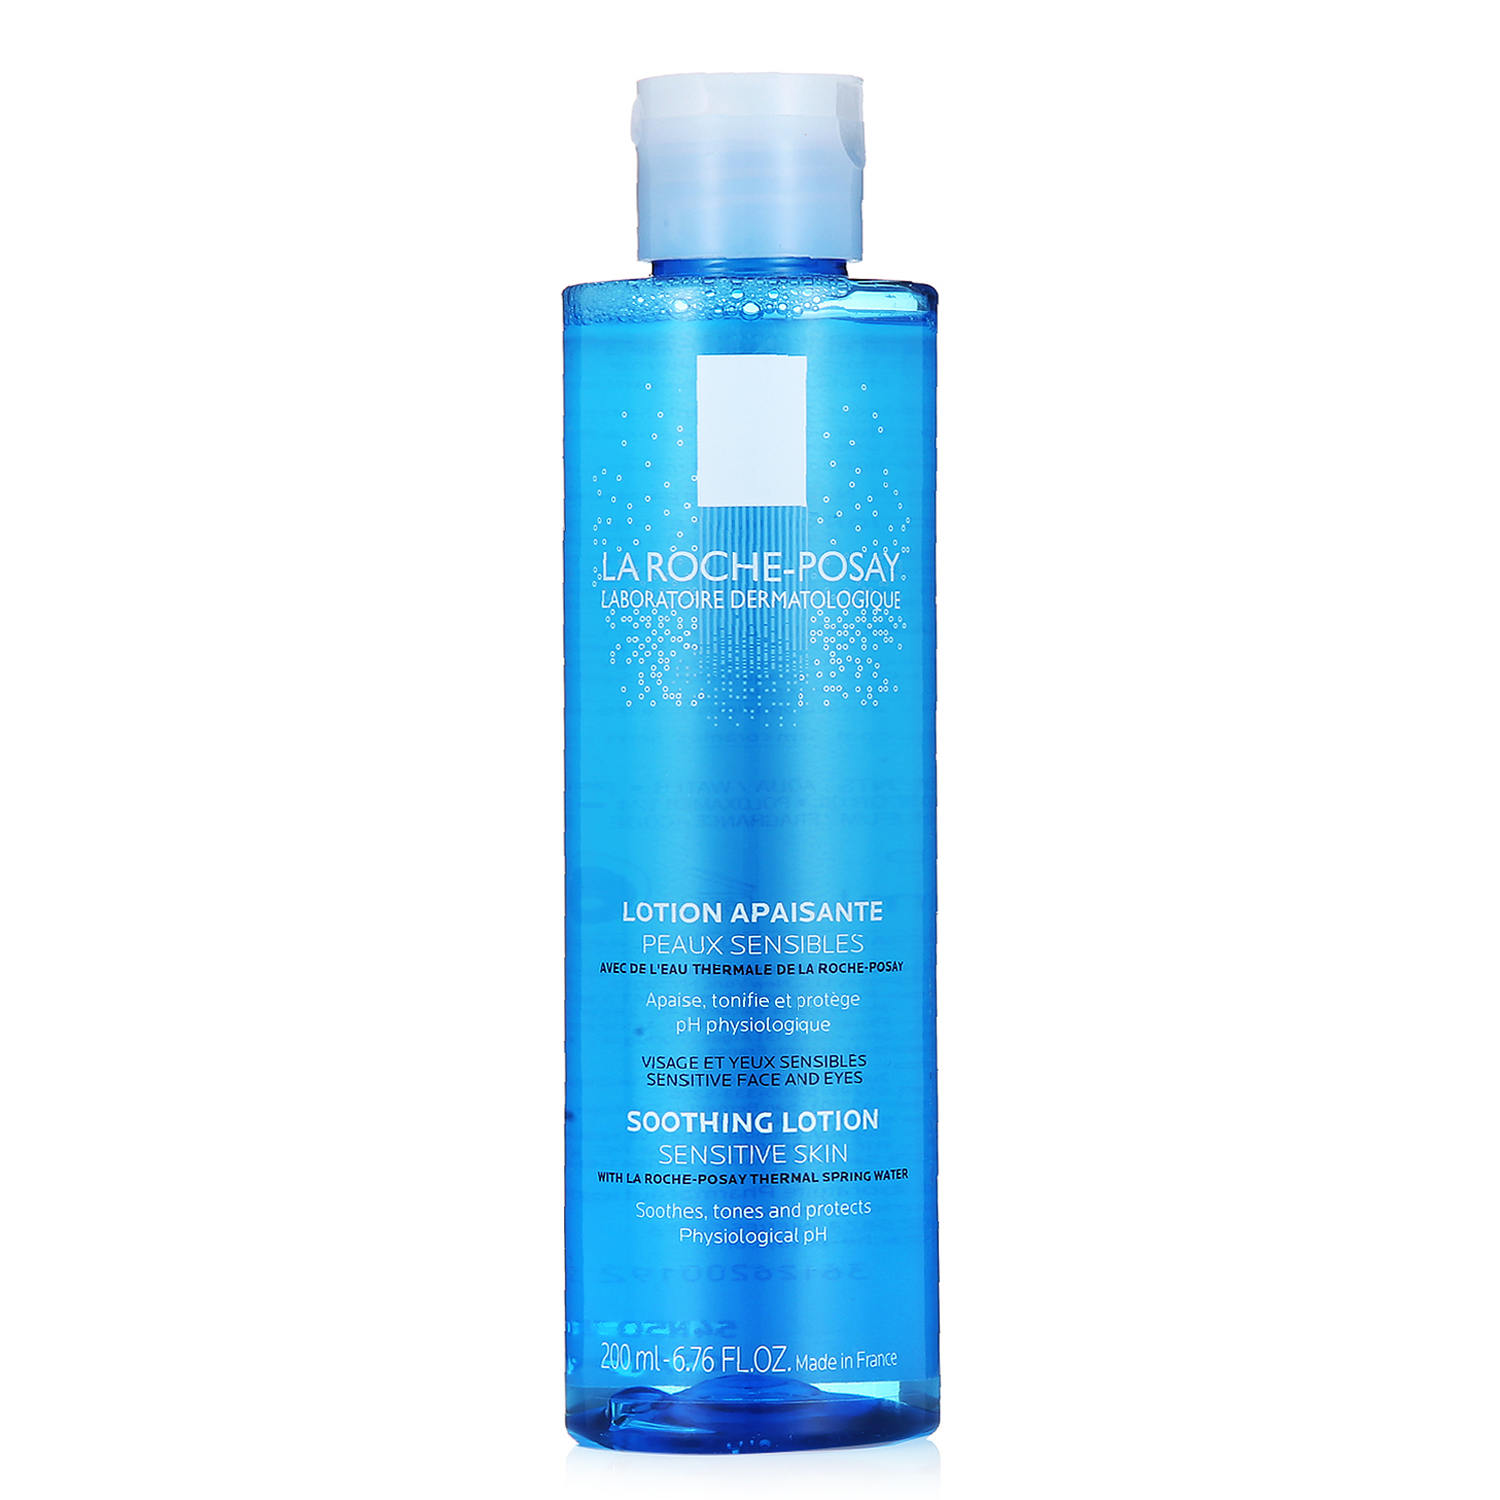 LA ROCHE-POSAY
LABORATOIRE DERMATOLOGIQUE
LOTION APAISANTE
PEAUX SENSIBLES
AVEC DE L'EAU THERMALE DE LA ROCHE-POSAY
Apaise, tonifie et protège
pH physiologique
VISAGE ET YEUX SENSIBLES
SENSITIVE FACE AND EYES
SOOTHING LOTION
SENSITIVE SKIN
WITH LA ROCHE-POSAY THERMAL SPRING WATER
Soothes, tones and protects
Physiological pH
200 ml - 6.76 FL.OZ. Made in France